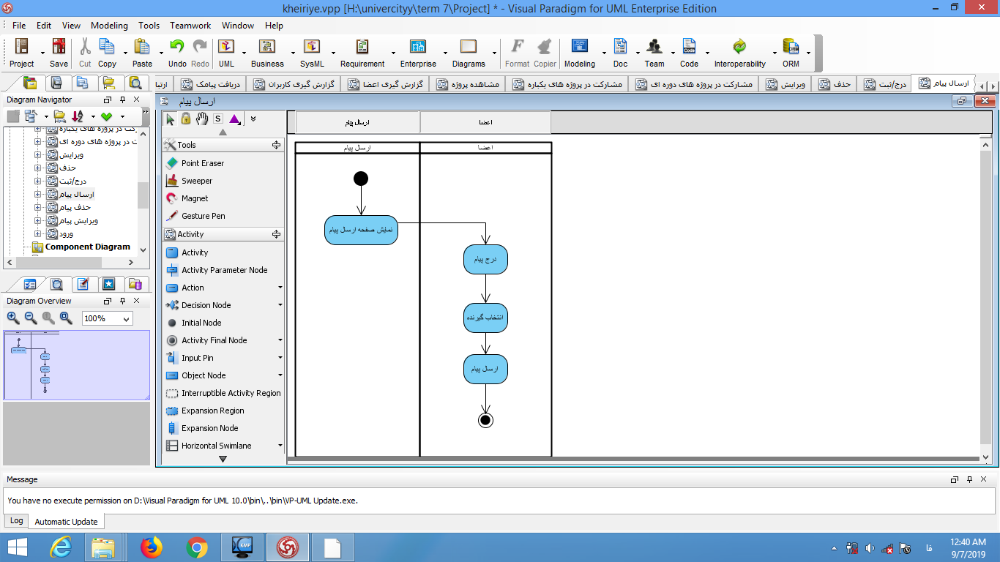 kheiriye.vpp [H:\univercityy\term 7\Project] * - Visual Paradigm for UML Enterprise Edition
File Edit View Modeling Tools Teamwork Window Help
Project Save Cut Copy Paste Undo Redo UML Business SysML Requirement Enterprise Diagrams Format Copier Modeling Doc Team Code Interoperability ORM
ارسال پیام درج/ثبت حذف ویرایش مشارکت در پروژه های دوره ای مشارکت در پروژه های یکباره مشاهده پروژه گزارش گیری اعضا گزارش گیری کاربران دریافت پیامک ارتبا
Diagram Navigator
کت در پروژه های یکباره
ت در پروژه های دوره ای
ویرایش
حذف
درج/ثبت
ارسال پیام
حذف پیام
ویرایش پیام
ورود
Component Diagram
Diagram Overview
100%
ارسال پیام
S
Tools
Point Eraser
Sweeper
Magnet
Gesture Pen
Activity
Activity
Activity Parameter Node
Action
Decision Node
Initial Node
Activity Final Node
Input Pin
Object Node
Interruptible Activity Region
Expansion Region
Expansion Node
Horizontal Swimlane
ارسال پیام اعضا
ارسال پیام اعضا
نمایش صفحه ارسال پیام
درج پیام
انتخاب گیرنده
ارسال پیام
Message
You have no execute permission on D:\Visual Paradigm for UML 10.0\bin\..\bin\VP-UML Update.exe.
Log Automatic Update
KMP
فا
12:40 AM
9/7/2019